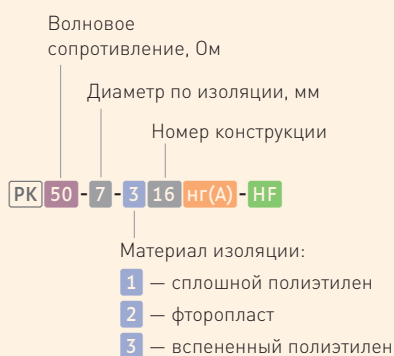 Волновое
сопротивление, Ом
Диаметр по изоляции, мм
Номер конструкции
РК 50 - 7 - 3 16 нг(А) - HF
Материал изоляции:
1 — сплошной полиэтилен
2 — фторопласт
3 — вспененный полиэтилен